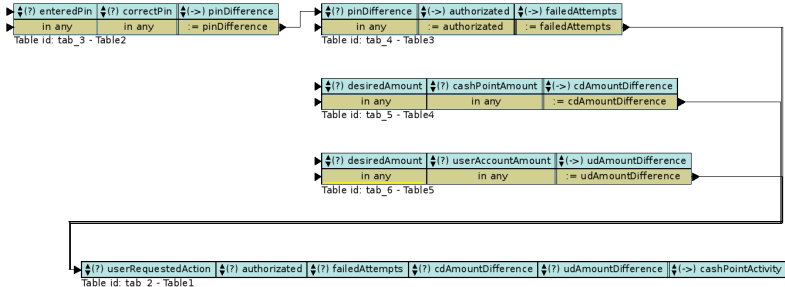 (?) enteredPin (?) correctPin (->) pinDifference
in any in any := pinDifference
Table id: tab_3 - Table2
(?) pinDifference (->) authorizated (->) failedAttempts
in any := authorizated := failedAttempts
Table id: tab_4 - Table3
(?) desiredAmount (?) cashPointAmount (->) cdAmountDifference
in any in any := cdAmountDifference
Table id: tab_5 - Table4
(?) desiredAmount (?) userAccountAmount (->) udAmountDifference
in any in any := udAmountDifference
Table id: tab_6 - Table5
(?) userRequestedAction (?) authorizated (?) failedAttempts (?) cdAmountDifference (?) udAmountDifference (->) cashPointActivity
Table id: tab_2 - Table1